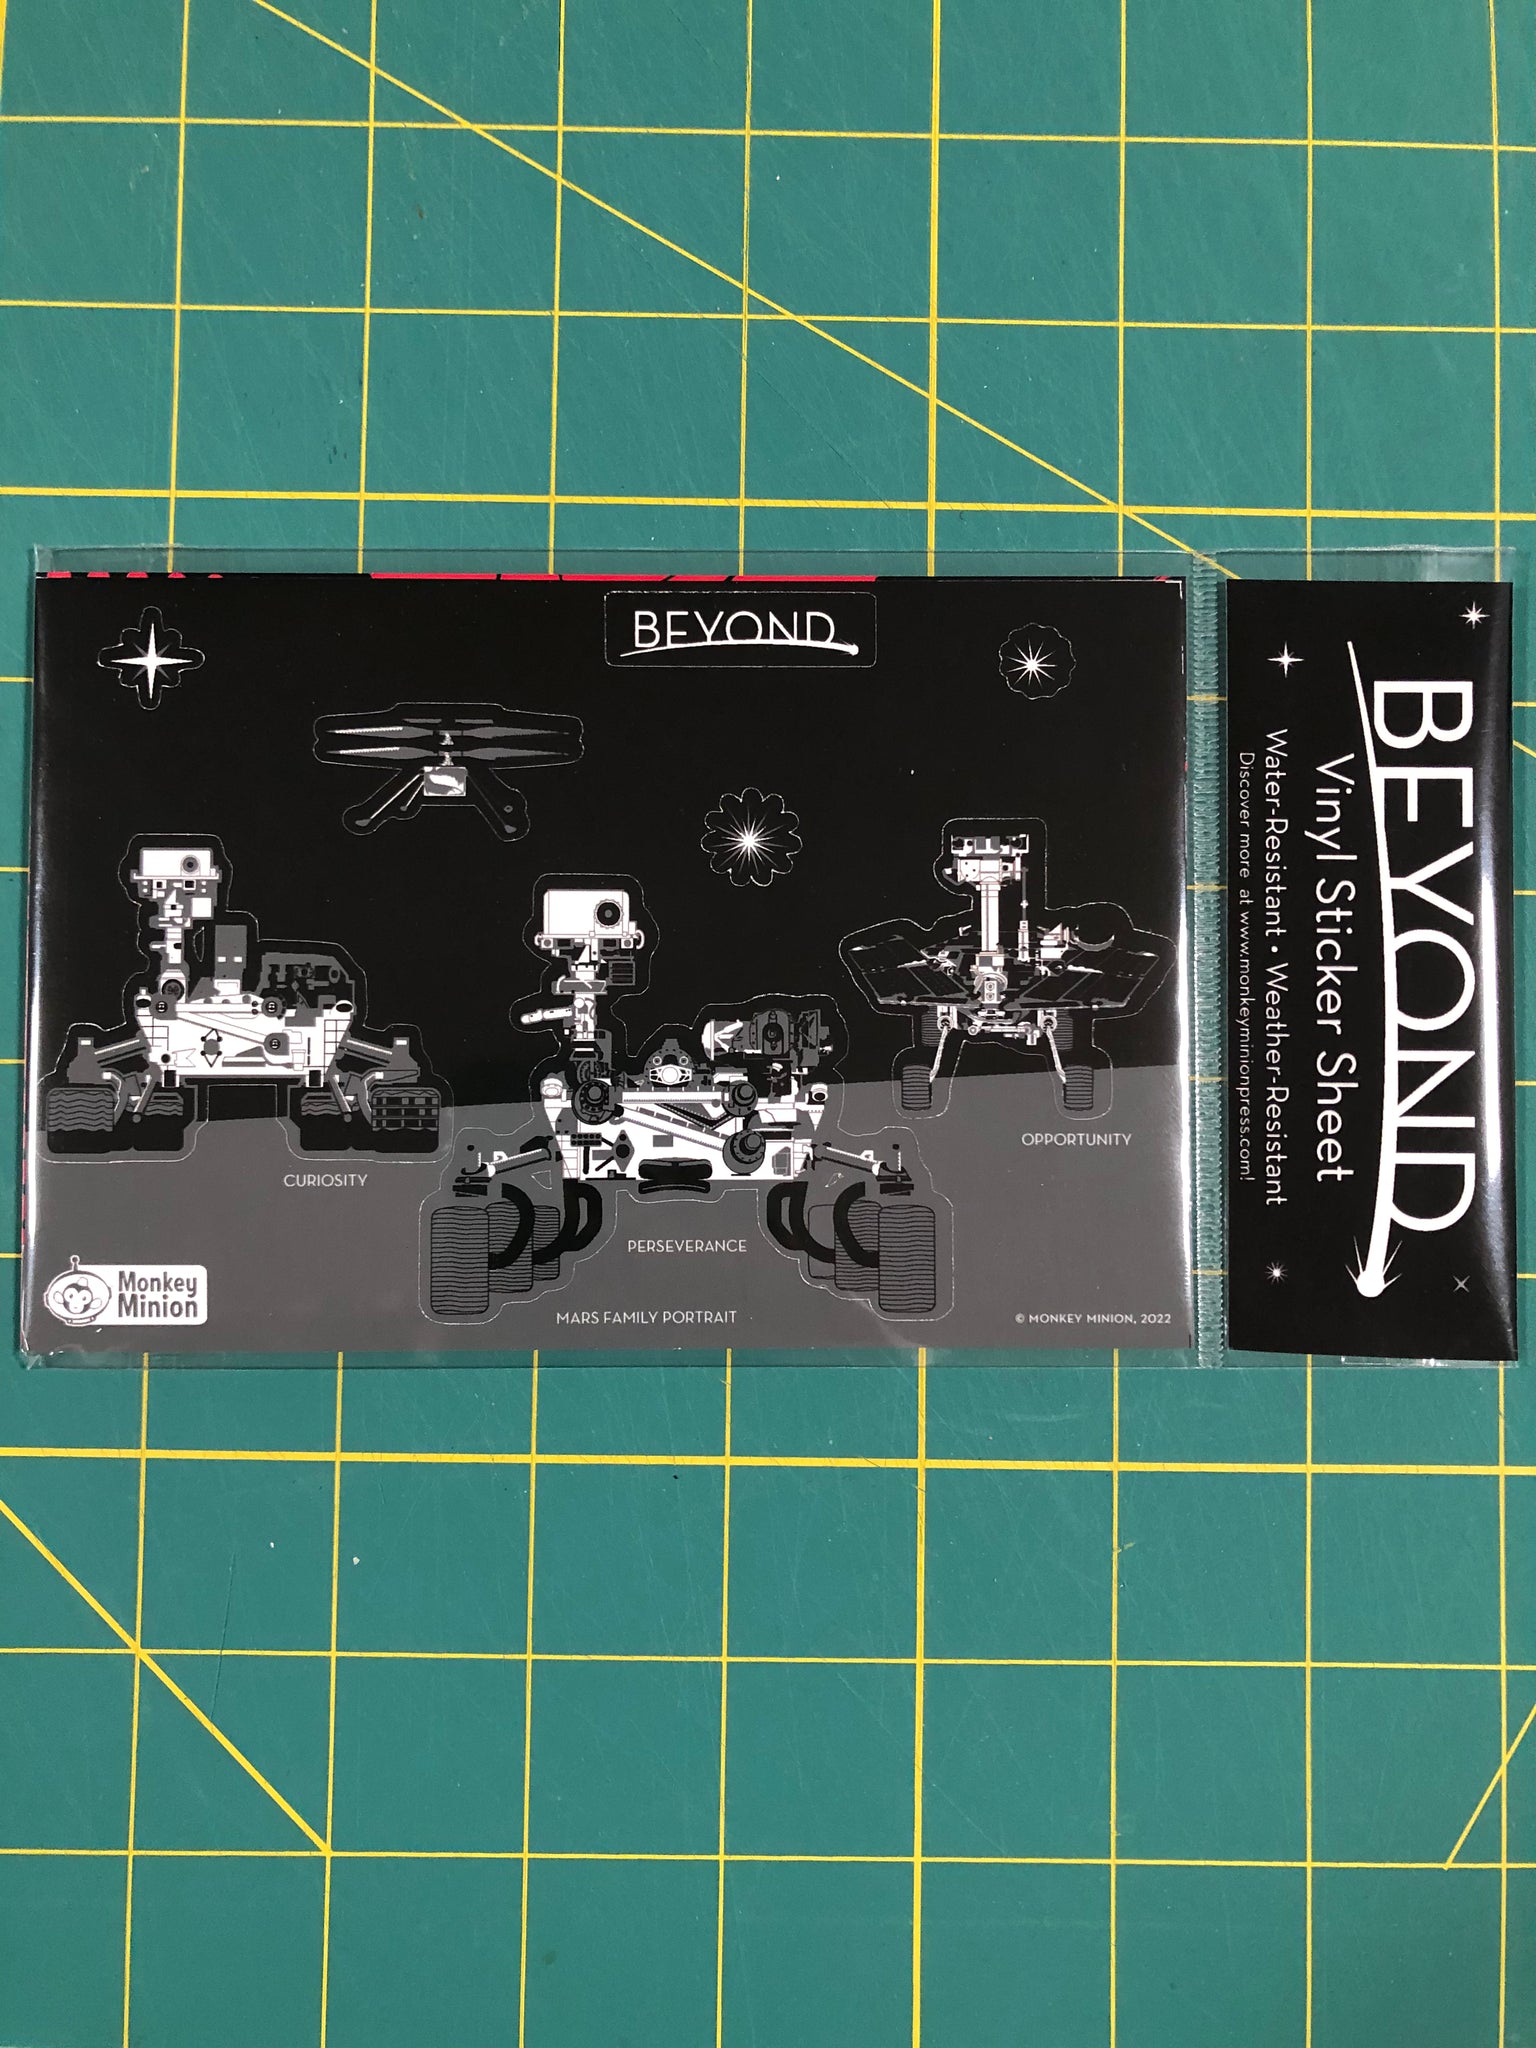 BEYOND
CURIOSITY
OPPORTUNITY
PERSEVERANCE
MARS FAMILY PORTRAIT
Monkey
Minion
© MONKEY MINION, 2022
BEYOND
Vinyl Sticker Sheet
Water-Resistant • Weather-Resistant
Discover more at www.monkeyminionpress.com!